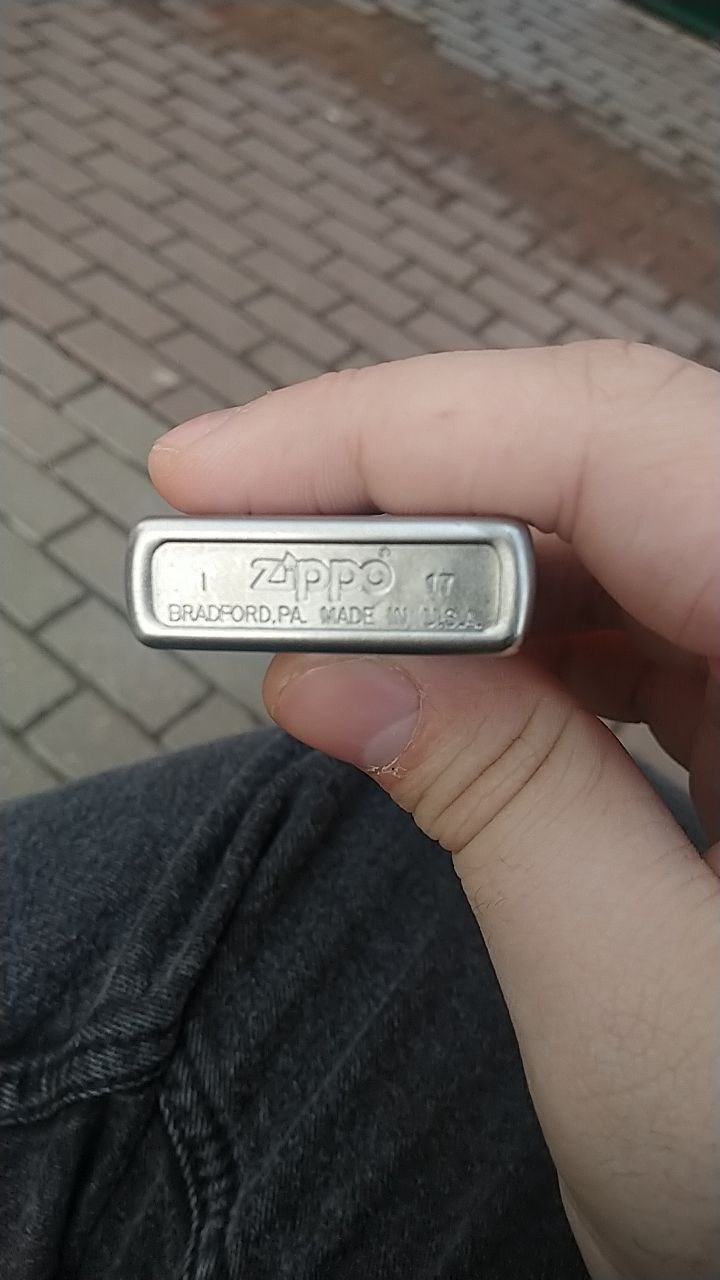 I zippo® 17
BRADFORD,PA. MADE IN U.S.A.